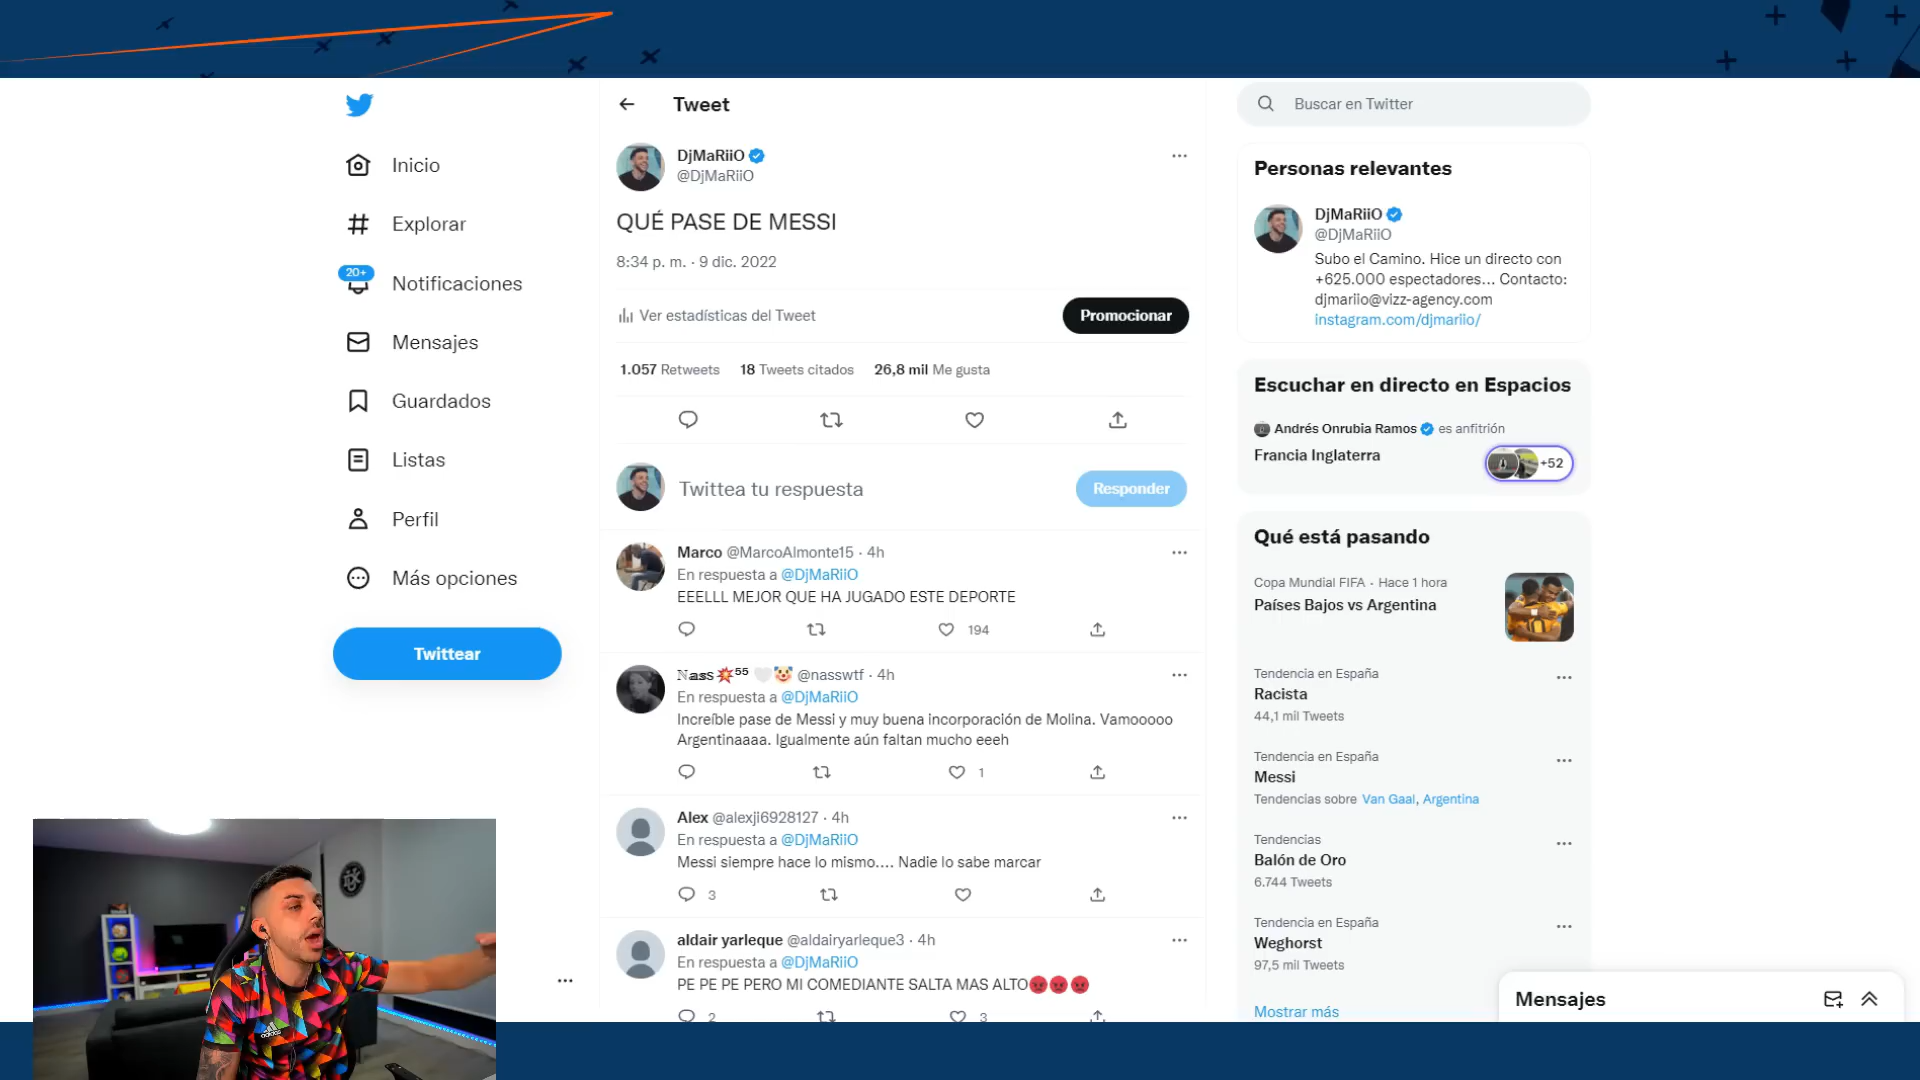 Inicio
Explorar
20+
Notificaciones
Mensajes
Guardados
Listas
Perfil
Más opciones
Twittear
Tweet
DjMaRiiO
@DjMaRiiO
QUÉ PASE DE MESSI
8:34 p. m. · 9 dic. 2022
Ver estadísticas del Tweet
Promocionar
1.057 Retweets 18 Tweets citados 26,8 mil Me gusta
Twittea tu respuesta
Responder
Marco @MarcoAlmonte15 · 4h
En respuesta a @DjMaRiiO
EEELLL MEJOR QUE HA JUGADO ESTE DEPORTE
194
Nass💥⁵⁵ 🤍🤡 @nasswtf · 4h
En respuesta a @DjMaRiiO
Increíble pase de Messi y muy buena incorporación de Molina. Vamooooo
Argentinaaaa. Igualmente aún faltan mucho eeeh
1
Alex @alexji6928127 · 4h
En respuesta a @DjMaRiiO
Messi siempre hace lo mismo.... Nadie lo sabe marcar
3
aldair yarleque @aldairyarleque3 · 4h
En respuesta a @DjMaRiiO
PE PE PE PERO MI COMEDIANTE SALTA MAS ALTO😡😡😡
2 3
Buscar en Twitter
Personas relevantes
DjMaRiiO
@DjMaRiiO
Subo el Camino. Hice un directo con
+625.000 espectadores... Contacto:
djmariio@vizz-agency.com
instagram.com/djmariio/
Escuchar en directo en Espacios
Andrés Onrubia Ramos es anfitrión
Francia Inglaterra
+52
Qué está pasando
Copa Mundial FIFA · Hace 1 hora
Países Bajos vs Argentina
Tendencia en España
Racista
44,1 mil Tweets
Tendencia en España
Messi
Tendencias sobre Van Gaal, Argentina
Tendencias
Balón de Oro
6.744 Tweets
Tendencia en España
Weghorst
97,5 mil Tweets
Mostrar más
Mensajes
adidas